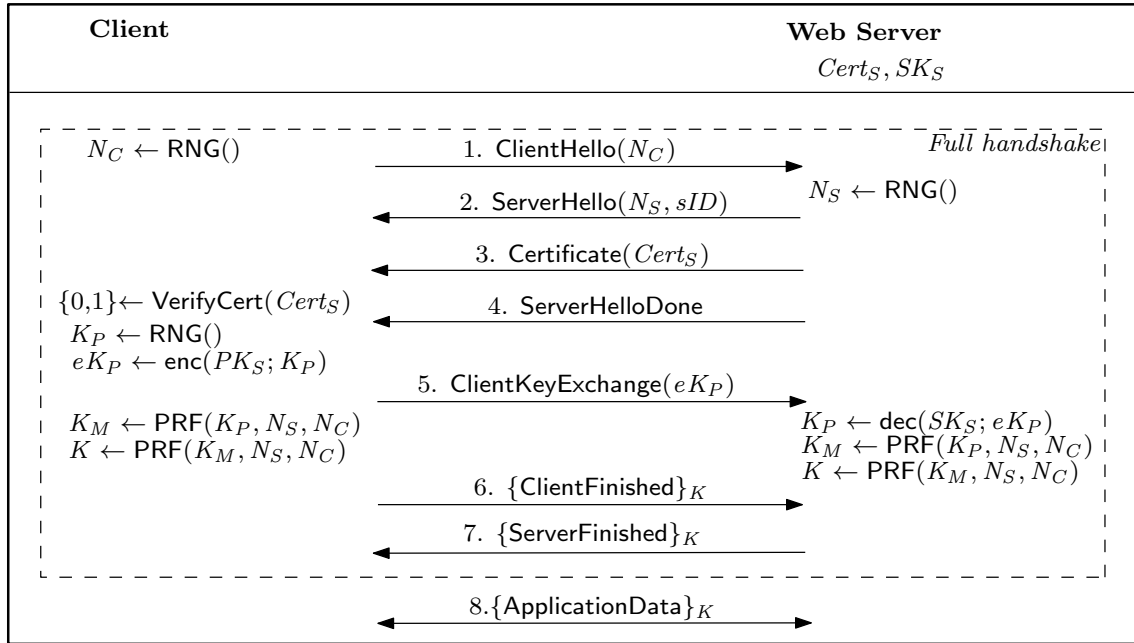 Client Web Server
Cert_S, SK_S
Full handshake
N_C ← RNG() 1. ClientHello(N_C)
N_S ← RNG()
2. ServerHello(N_S, sID)
3. Certificate(Cert_S)
{0,1}← VerifyCert(Cert_S) 4. ServerHelloDone
K_P ← RNG()
eK_P ← enc(PK_S; K_P)
5. ClientKeyExchange(eK_P)
K_M ← PRF(K_P, N_S, N_C) K_P ← dec(SK_S; eK_P)
K ← PRF(K_M, N_S, N_C) K_M ← PRF(K_P, N_S, N_C)
K ← PRF(K_M, N_S, N_C)
6. {ClientFinished}_K
7. {ServerFinished}_K
8.{ApplicationData}_K